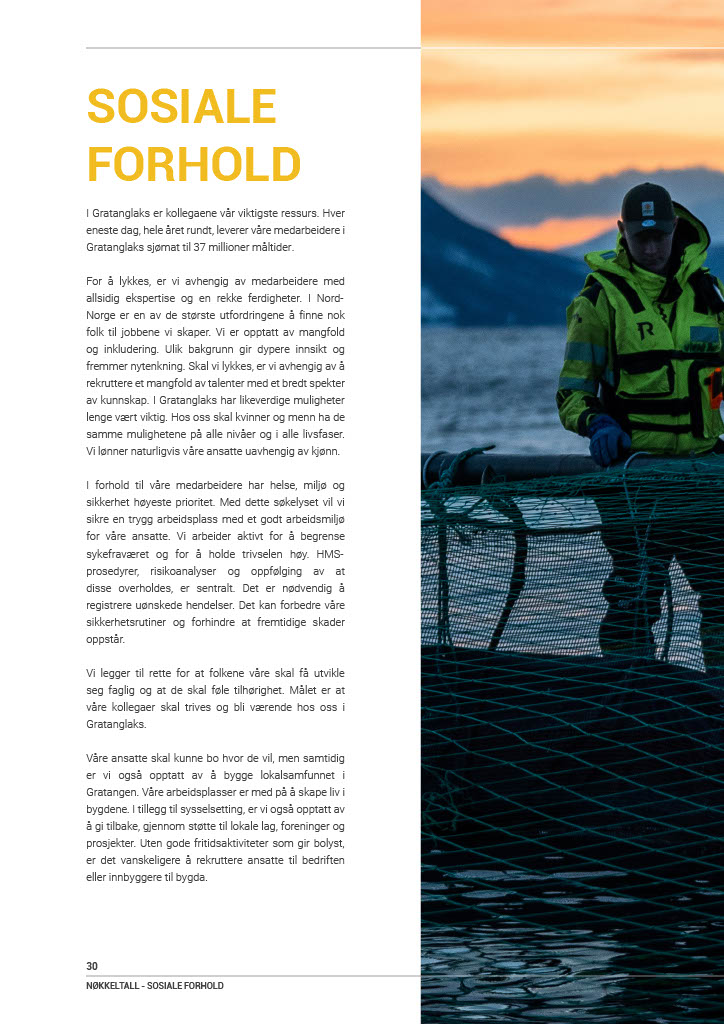 SOSIALE
FORHOLD
I Gratanglaks er kollegaene vår viktigste ressurs. Hver
eneste dag, hele året rundt, leverer våre medarbeidere i
Gratanglaks sjømat til 37 millioner måltider.
For å lykkes, er vi avhengig av medarbeidere med
allsidig ekspertise og en rekke ferdigheter. I Nord-
Norge er en av de største utfordringene å finne nok
folk til jobbene vi skaper. Vi er opptatt av mangfold
og inkludering. Ulik bakgrunn gir dypere innsikt og
fremmer nytenkning. Skal vi lykkes, er vi avhengig av å
rekruttere et mangfold av talenter med et bredt spekter
av kunnskap. I Gratanglaks har likeverdige muligheter
lenge vært viktig. Hos oss skal kvinner og menn ha de
samme mulighetene på alle nivåer og i alle livsfaser.
Vi lønner naturligvis våre ansatte uavhengig av kjønn.
I forhold til våre medarbeidere har helse, miljø og
sikkerhet høyeste prioritet. Med dette søkelyset vil vi
sikre en trygg arbeidsplass med et godt arbeidsmiljø
for våre ansatte. Vi arbeider aktivt for å begrense
sykefraværet og for å holde trivselen høy. HMS-
prosedyrer, risikoanalyser og oppfølging av at
disse overholdes, er sentralt. Det er nødvendig å
registrere uønskede hendelser. Det kan forbedre våre
sikkerhetsrutiner og forhindre at fremtidige skader
oppstår.
Vi legger til rette for at folkene våre skal få utvikle
seg faglig og at de skal føle tilhørighet. Målet er at
våre kollegaer skal trives og bli værende hos oss i
Gratanglaks.
Våre ansatte skal kunne bo hvor de vil, men samtidig
er vi også opptatt av å bygge lokalsamfunnet i
Gratangen. Våre arbeidsplasser er med på å skape liv i
bygdene. I tillegg til sysselsetting, er vi også opptatt av
å gi tilbake, gjennom støtte til lokale lag, foreninger og
prosjekter. Uten gode fritidsaktiviteter som gir bolyst,
er det vanskeligere å rekruttere ansatte til bedriften
eller innbyggere til bygda.
30
NØKKELTALL - SOSIALE FORHOLD